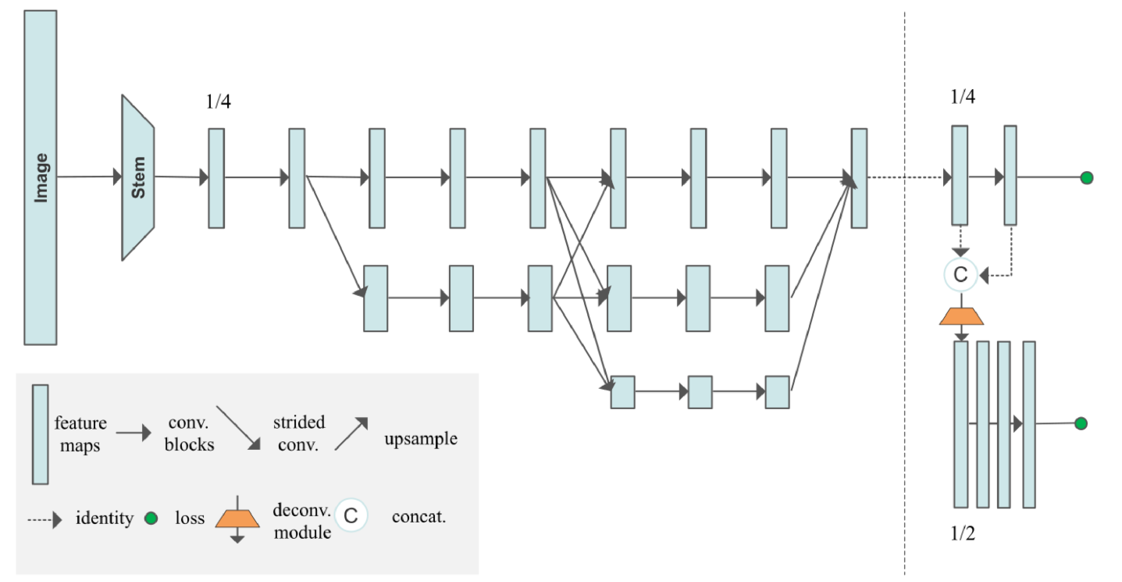 Image
Stem
1/4
1/4
C
1/2
feature
maps
conv.
blocks
strided
conv.
upsample
identity
loss
deconv.
module
C
concat.